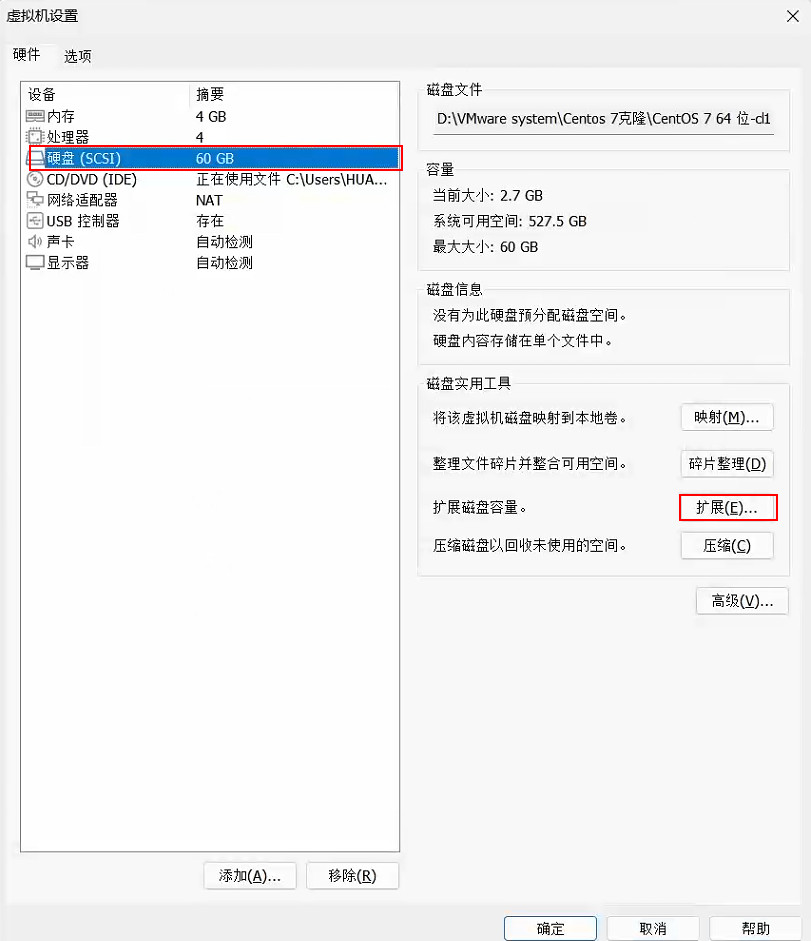 虚拟机设置
硬件 选项
设备 摘要
内存 4 GB
处理器 4
硬盘 (SCSI) 60 GB
CD/DVD (IDE) 正在使用文件 C:\Users\HUA...
网络适配器 NAT
USB 控制器 存在
声卡 自动检测
显示器 自动检测
添加(A)... 移除(R)
磁盘文件
D:\VMware system\Centos 7克隆\CentOS 7 64 位-cl1
容量
当前大小: 2.7 GB
系统可用空间: 527.5 GB
最大大小: 60 GB
磁盘信息
没有为此硬盘预分配磁盘空间。
硬盘内容存储在单个文件中。
磁盘实用工具
将该虚拟机磁盘映射到本地卷。 映射(M)...
整理文件碎片并整合可用空间。 碎片整理(D)
扩展磁盘容量。 扩展(E)...
压缩磁盘以回收未使用的空间。 压缩(C)
高级(V)...
确定 取消 帮助